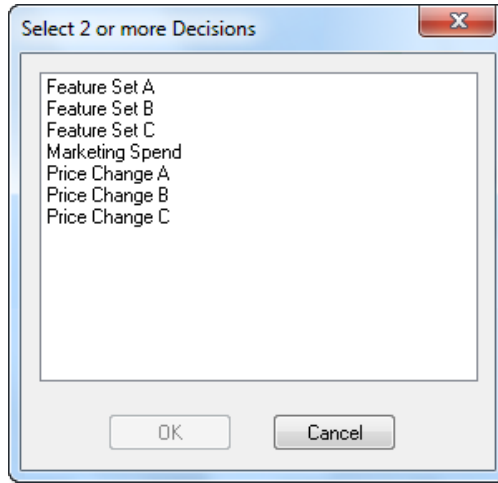 Select 2 or more Decisions
Feature Set A
Feature Set B
Feature Set C
Marketing Spend
Price Change A
Price Change B
Price Change C
OK
Cancel